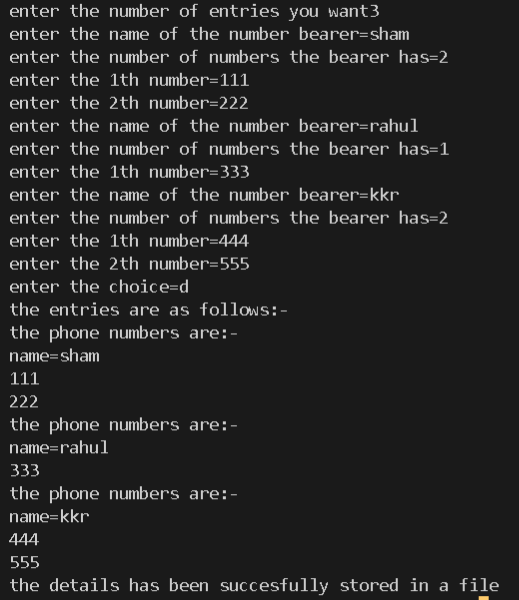 enter the number of entries you want3
enter the name of the number bearer=sham
enter the number of numbers the bearer has=2
enter the 1th number=111
enter the 2th number=222
enter the name of the number bearer=rahul
enter the number of numbers the bearer has=1
enter the 1th number=333
enter the name of the number bearer=kkr
enter the number of numbers the bearer has=2
enter the 1th number=444
enter the 2th number=555
enter the choice=d
the entries are as follows:-
the phone numbers are:-
name=sham
111
222
the phone numbers are:-
name=rahul
333
the phone numbers are:-
name=kkr
444
555
the details has been succesfully stored in a file